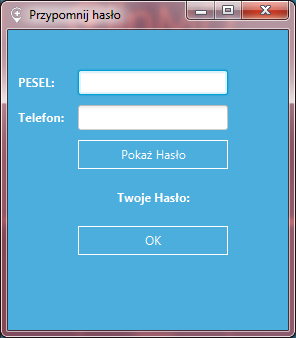 Przypomnij hasło
PESEL:
Telefon:
Pokaż Hasło
Twoje Hasło:
OK